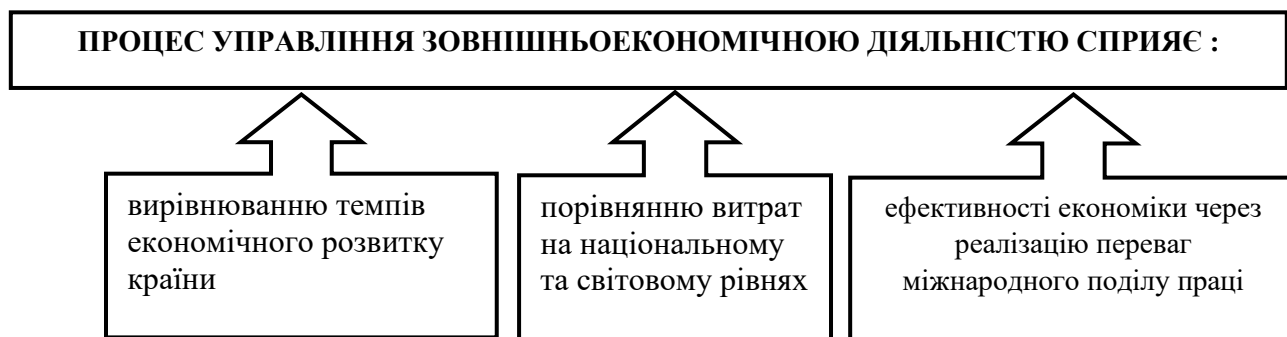 ПРОЦЕС УПРАВЛІННЯ ЗОВНІШНЬОЕКОНОМІЧНОЮ ДІЯЛЬНІСТЮ СПРИЯЄ :
вирівнюванню темпів
економічного розвитку
країни
порівнянню витрат
на національному
та світовому рівнях
ефективності економіки через
реалізацію переваг
міжнародного поділу праці